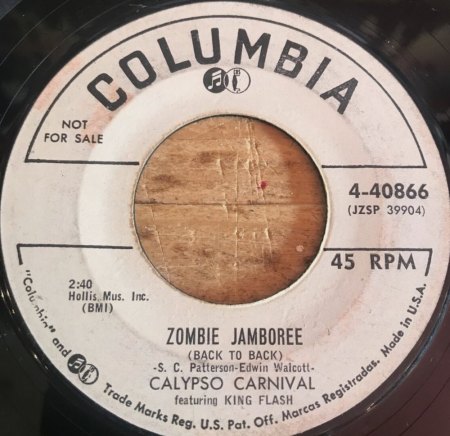 COLUMBIA
NOT
FOR SALE
4-40866
(JZSP 39904)
45 RPM
2:40
Hollis Mus. Inc.
(BMI)
ZOMBIE JAMBOREE
(BACK TO BACK)
-S. C. Patterson-Edwin Walcott-
CALYPSO CARNIVAL
featuring KING FLASH
"Columbia" and Trade Marks Reg. U.S. Pat. Off. Marcas Registradas. Made in U.S.A.